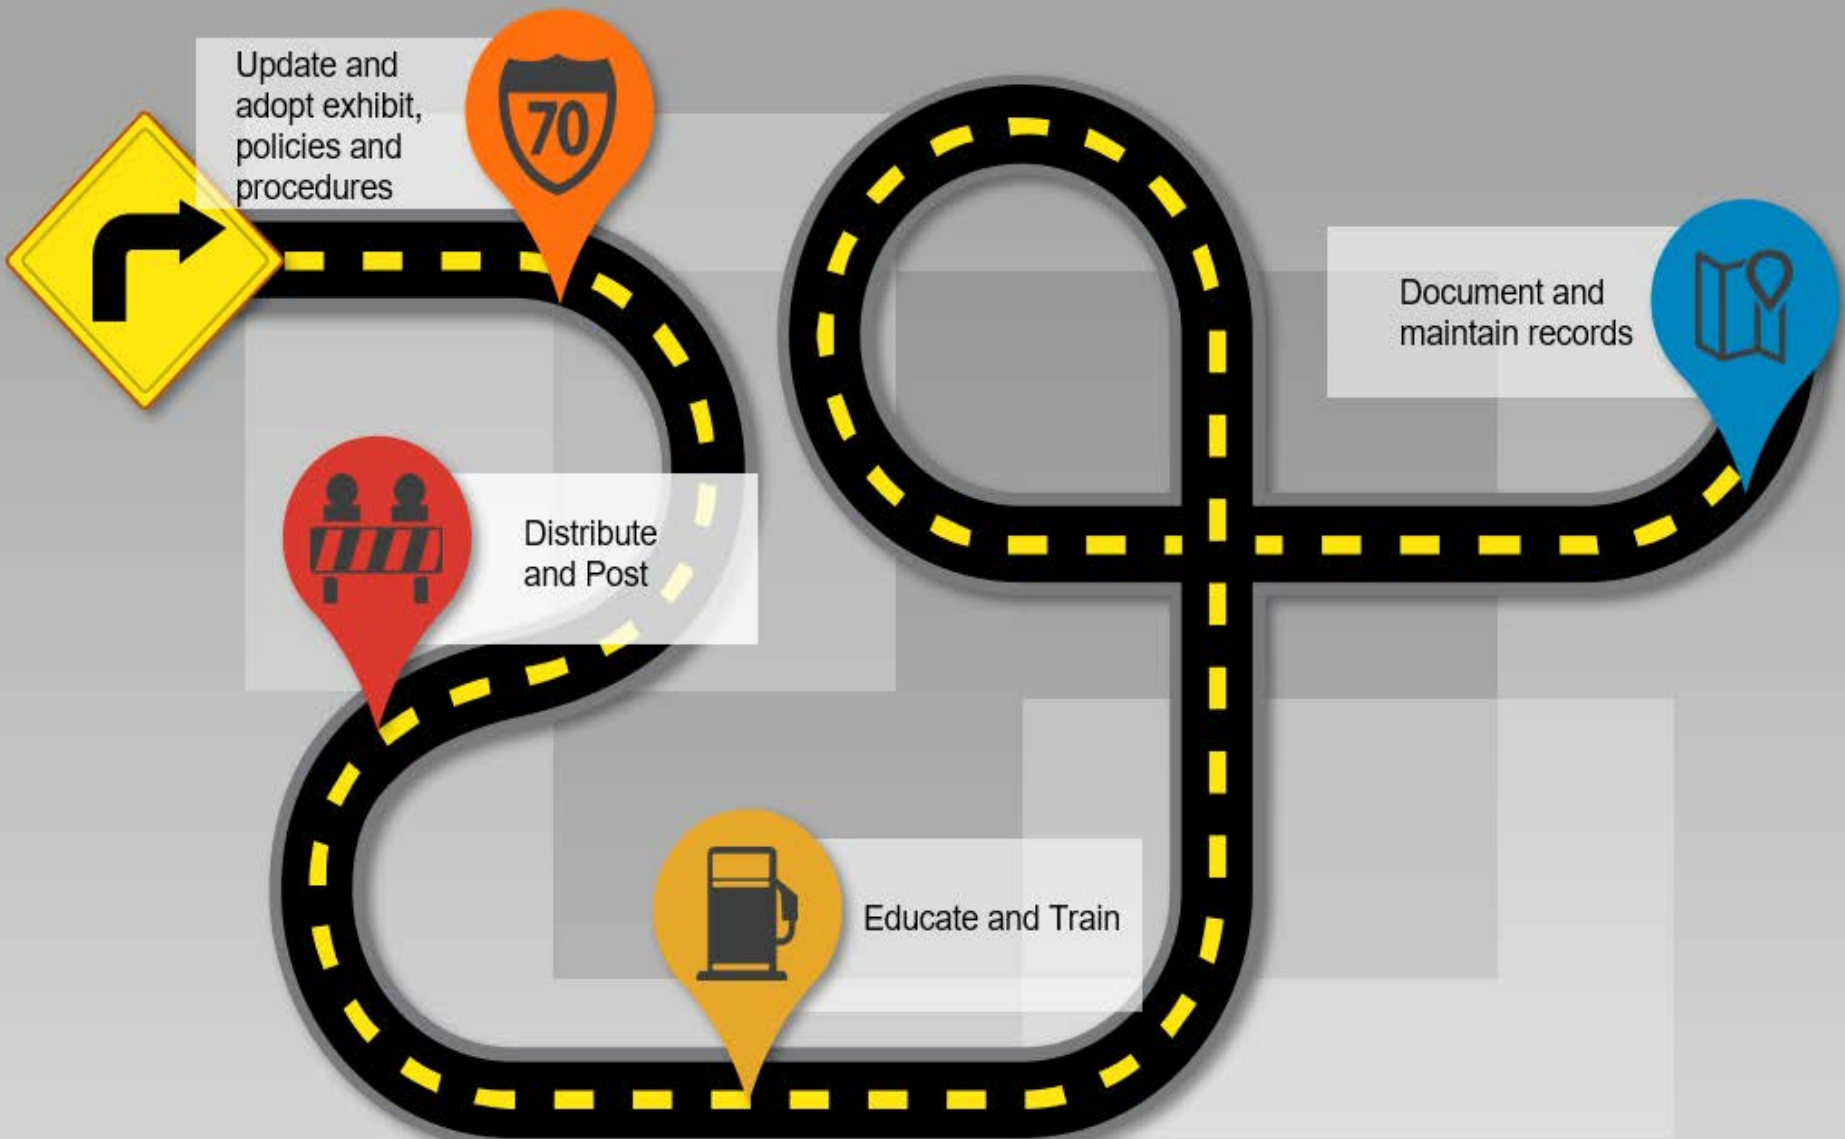 Update and
adopt exhibit,
policies and
procedures
70
Distribute
and Post
Educate and Train
Document and
maintain records